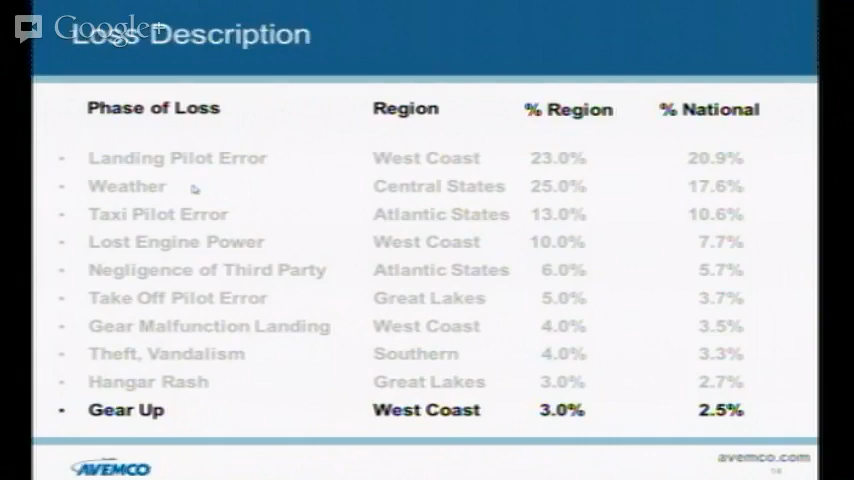 Google+
Loss Description
Phase of Loss Region % Region % National
• Landing Pilot Error West Coast 23.0% 20.9%
• Weather Central States 25.0% 17.6%
• Taxi Pilot Error Atlantic States 13.0% 10.6%
• Lost Engine Power West Coast 10.0% 7.7%
• Negligence of Third Party Atlantic States 6.0% 5.7%
• Take Off Pilot Error Great Lakes 5.0% 3.7%
• Gear Malfunction Landing West Coast 4.0% 3.5%
• Theft, Vandalism Southern 4.0% 3.3%
• Hangar Rash Great Lakes 3.0% 2.7%
• Gear Up West Coast 3.0% 2.5%
AVEMCO avemco.com